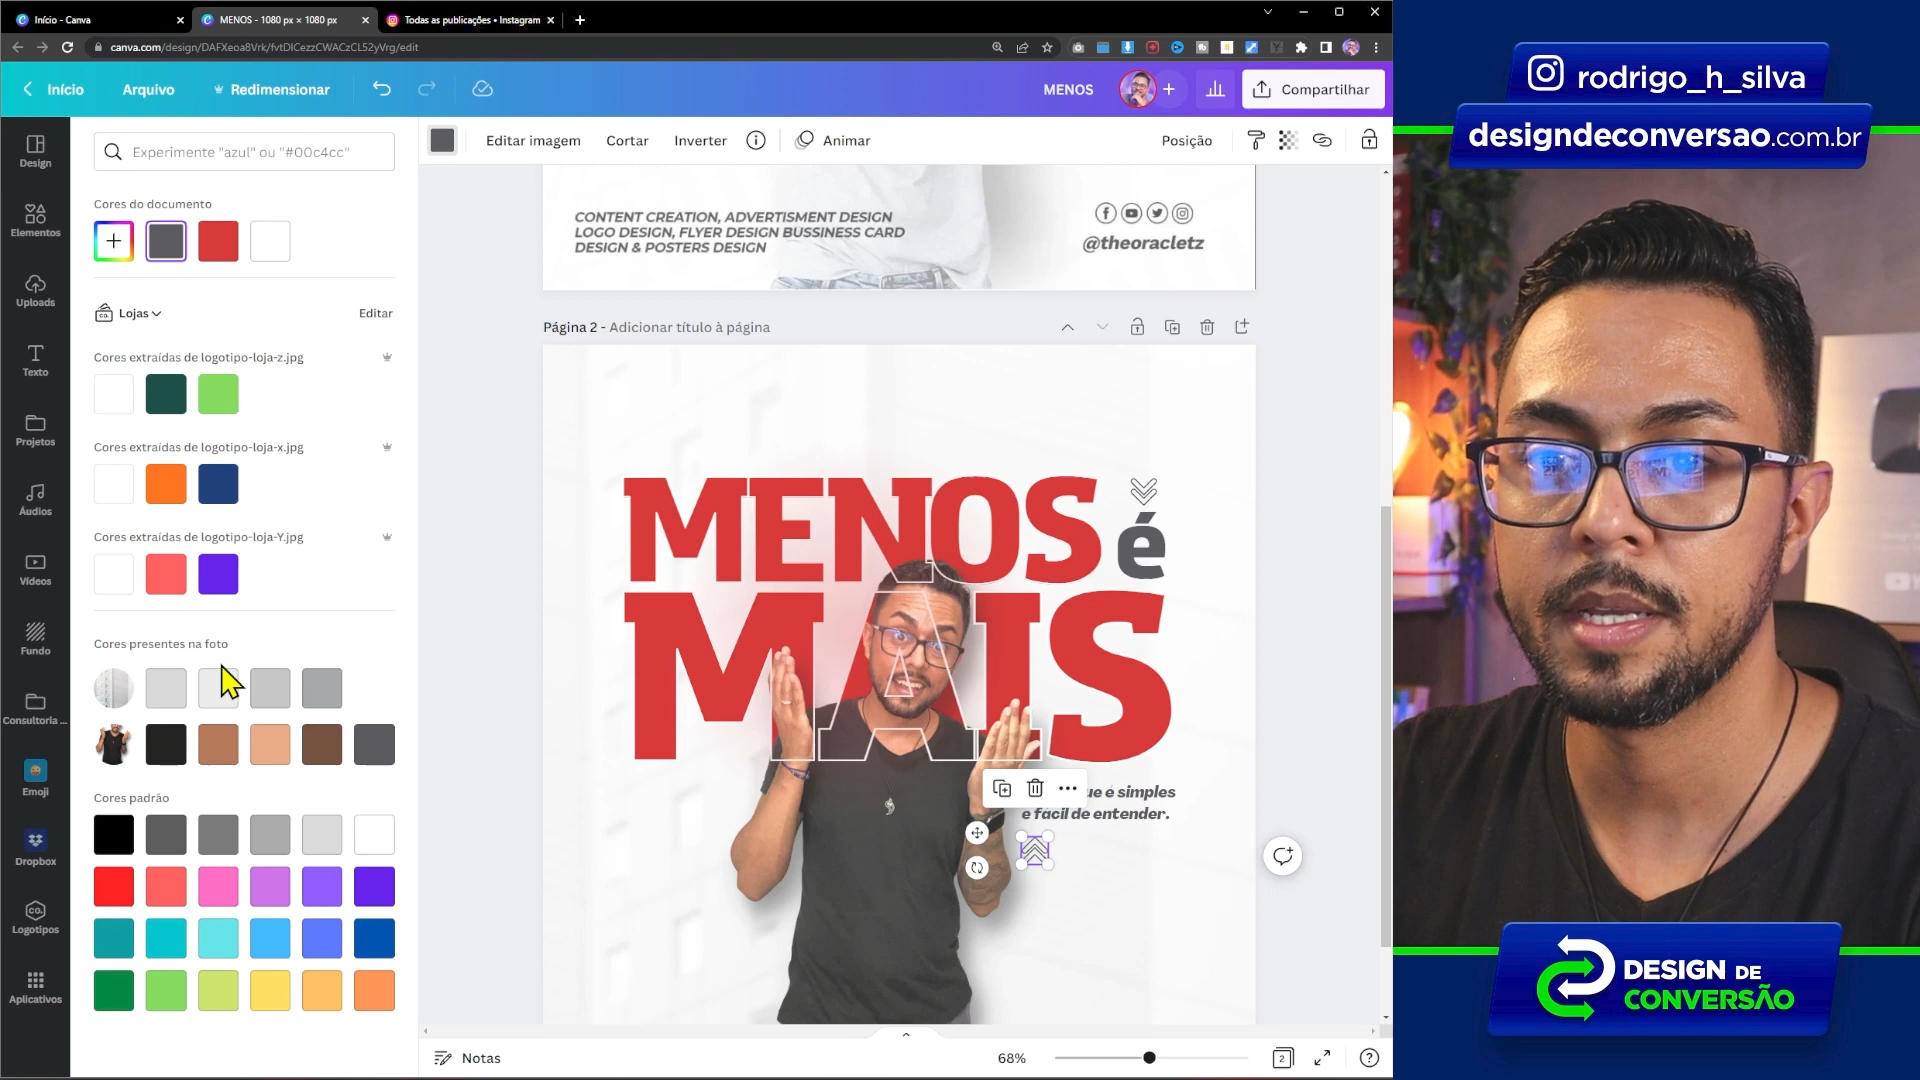 Início - Canva
MENOS - 1080 px × 1080 px
Todas as publicações • Instagram
canva.com/design/DAFXeoa8Vrk/fvtDICezzCWACzCL52yVrg/edit
Início
Arquivo
Redimensionar
MENOS
Compartilhar
Experimente "azul" ou "#00c4cc"
Editar imagem
Cortar
Inverter
Animar
Posição
Design
Elementos
Uploads
Texto
Projetos
Áudios
Vídeos
Fundo
Consultoria ...
Emoji
Dropbox
Logotipos
Aplicativos
Cores do documento
Lojas
Editar
Cores extraídas de logotipo-loja-z.jpg
Cores extraídas de logotipo-loja-x.jpg
Cores extraídas de logotipo-loja-Y.jpg
Cores presentes na foto
Cores padrão
CONTENT CREATION, ADVERTISMENT DESIGN
LOGO DESIGN, FLYER DESIGN BUSSINESS CARD
DESIGN & POSTERS DESIGN
@theoracletz
Página 2 - Adicionar título à página
MENOS é
MAIS
ue é simples
e fácil de entender.
Notas
68%
2
rodrigo_h_silva
designdeconversao.com.br
DESIGN DE
CONVERSÃO